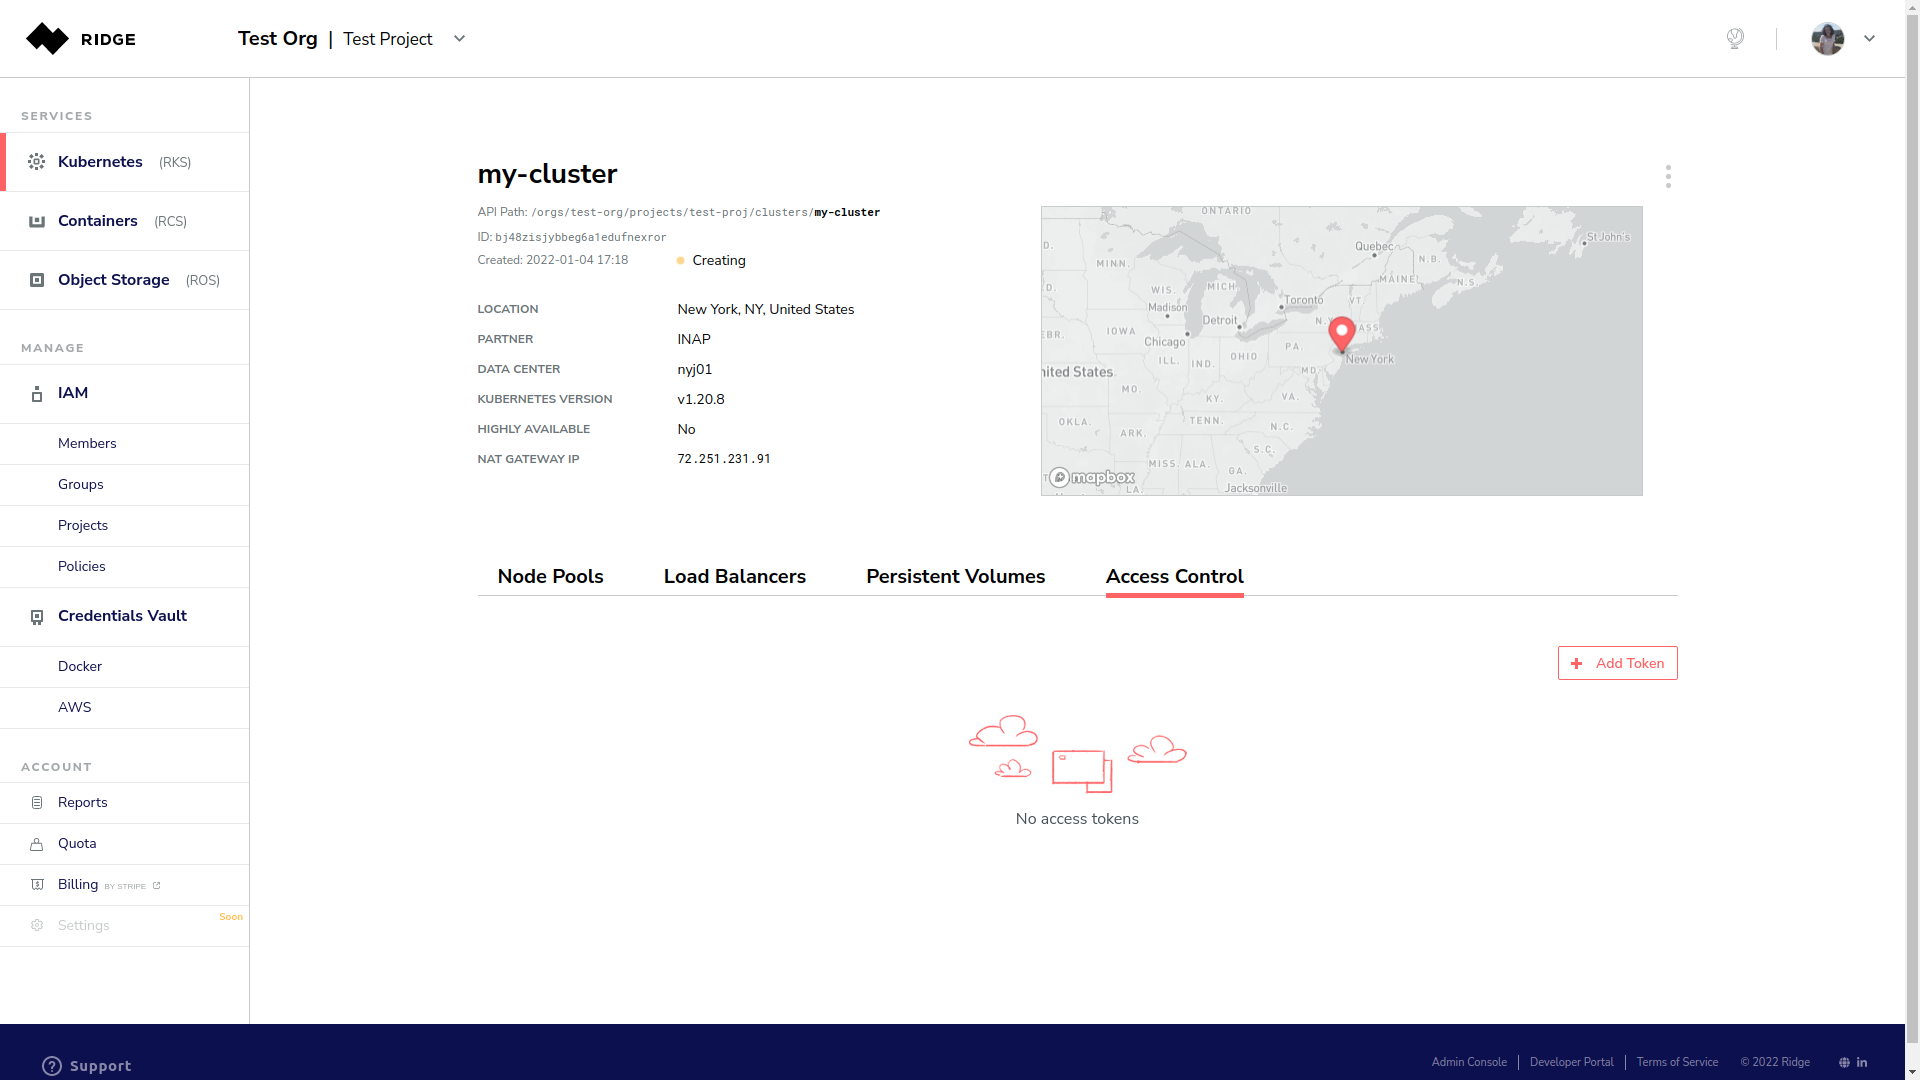 RIDGE
Test Org | Test Project
SERVICES
Kubernetes (RKS)
Containers (RCS)
Object Storage (ROS)
MANAGE
IAM
Members
Groups
Projects
Policies
Credentials Vault
Docker
AWS
ACCOUNT
Reports
Quota
Billing BY STRIPE
Settings Soon
my-cluster
API Path: /orgs/test-org/projects/test-proj/clusters/my-cluster
ID: bj48zisjybbeg6a1edufnexror
Created: 2022-01-04 17:18 Creating
LOCATION New York, NY, United States
PARTNER INAP
DATA CENTER nyj01
KUBERNETES VERSION v1.20.8
HIGHLY AVAILABLE No
NAT GATEWAY IP 72.251.231.91
ONTARIO
St John's
D. Quebec
MINN. N.B.
MAINE N.S.
D. WIS. MICH. Toronto VT.
Madison
Detroit N.Y. MASS.
EBR. IOWA Chicago
PA.
ILL. IND. OHIO New York
nited States MD.
MO. KY. VA.
OKLA. TENN. N.C.
ARK. S.C.
MISS. ALA. GA.
mapbox
LA. Jacksonville
Node Pools Load Balancers Persistent Volumes Access Control
+ Add Token
No access tokens
? Support
Admin Console | Developer Portal | Terms of Service © 2022 Ridge in